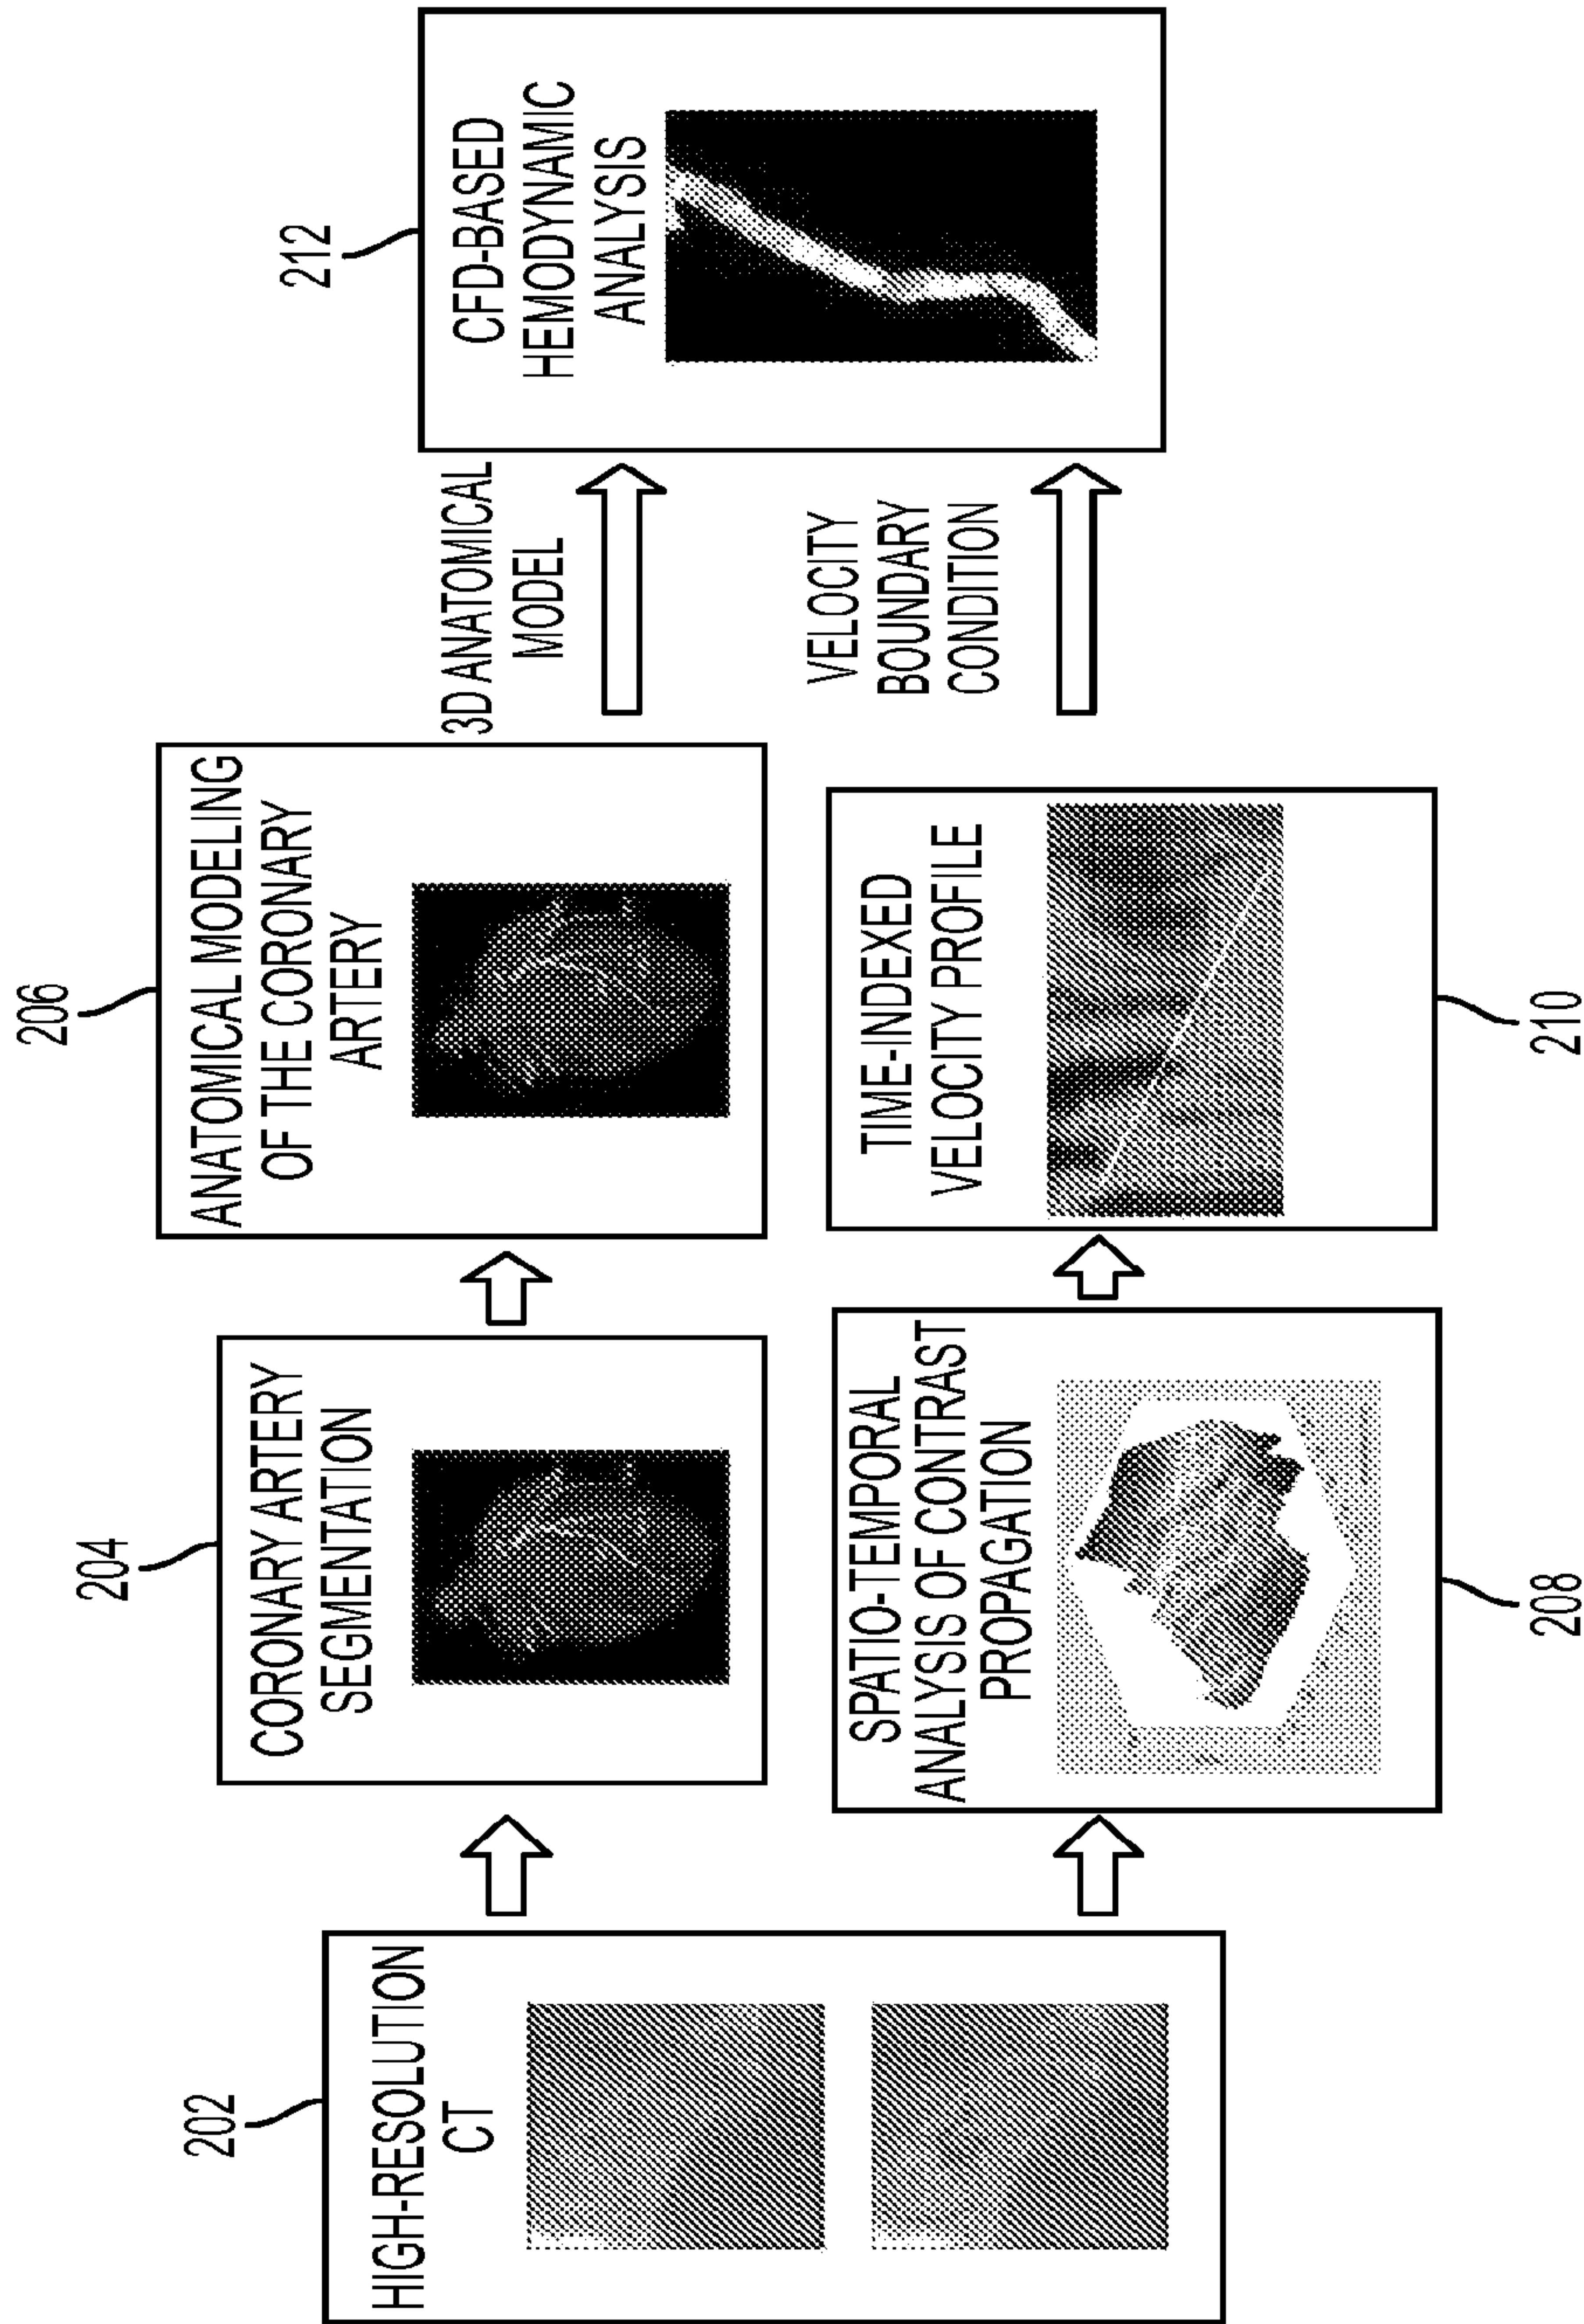 202
HIGH-RESOLUTION
CT
204
CORONARY ARTERY
SEGMENTATION
206
ANATOMICAL MODELING
OF THE CORONARY
ARTERY
3D ANATOMICAL
MODEL
208
SPATIO-TEMPORAL
ANALYSIS OF CONTRAST
PROPAGATION
210
TIME-INDEXED
VELOCITY PROFILE
VELOCITY
BOUNDARY
CONDITION
212
CFD-BASED
HEMODYNAMIC
ANALYSIS